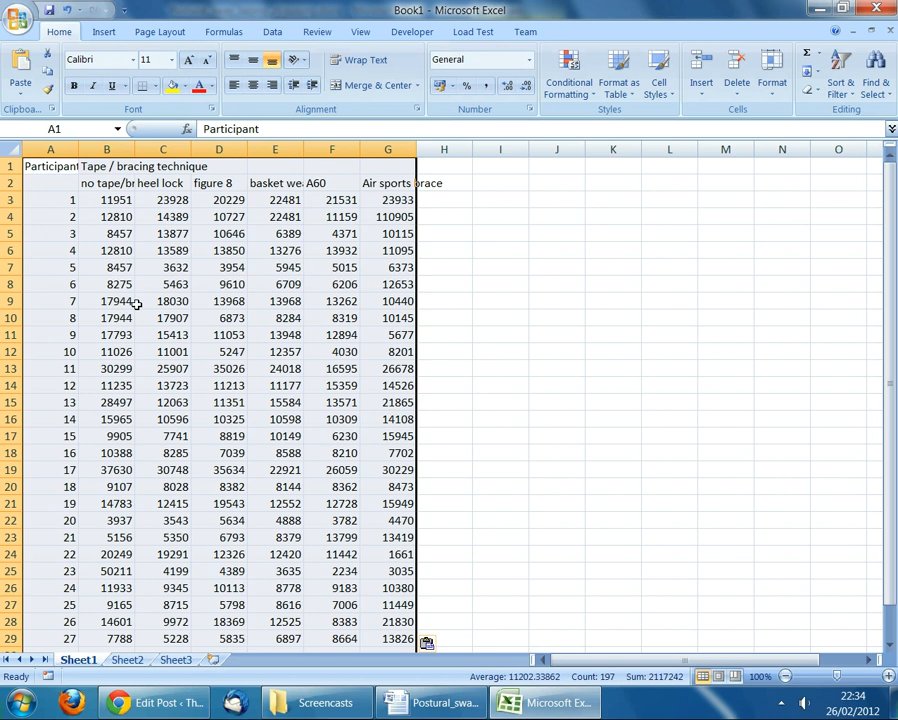 Book1 - Microsoft Excel
Home Insert Page Layout Formulas Data Review View Developer Load Test Team
Paste
Calibri 11
B I U
Wrap Text
Merge & Center
General
Conditional Formatting
Format as Table
Cell Styles
Insert Delete Format
Sort & Filter
Find & Select
Clipboa... Font Alignment Number Styles Cells Editing
A1 fx Participant
A B C D E F G H I J K L M N O
1 Participant Tape / bracing technique
2 no tape/br heel lock figure 8 basket wea A60 Air sports brace
3 1 11951 23928 20229 22481 21531 23933
4 2 12810 14389 10727 22481 11159 110905
5 3 8457 13877 10646 6389 4371 10115
6 4 12810 13589 13850 13276 13932 11095
7 5 8457 3632 3954 5945 5015 6373
8 6 8275 5463 9610 6709 6206 12653
9 7 17944 18030 13968 13968 13262 10440
10 8 17944 17907 6873 8284 8319 10145
11 9 17793 15413 11053 13948 12894 5677
12 10 11026 11001 5247 12357 4030 8201
13 11 30299 25907 35026 24018 16595 26678
14 12 11235 13723 11213 11177 15359 14526
15 13 28497 12063 11351 15584 13571 21865
16 14 15965 10596 10325 10598 10309 14108
17 15 9905 7741 8819 10149 6230 15945
18 16 10388 8285 7039 8588 8210 7702
19 17 37630 30748 35634 22921 26059 30229
20 18 9107 8028 8382 8144 8362 8473
21 19 14783 12415 19543 12552 12728 15949
22 20 3937 3543 5634 4888 3782 4470
23 21 5156 5350 6793 8379 13799 13419
24 22 20249 19291 12326 12420 11442 1661
25 23 50211 4199 4389 3635 2234 3035
26 24 11933 9345 10113 8778 9183 10380
27 25 9165 8715 5798 8616 7006 11449
28 26 14601 9972 18369 12525 8383 21830
29 27 7788 5228 5835 6897 8664 13826
Sheet1 Sheet2 Sheet3
Ready Average: 11202.33862 Count: 197 Sum: 2117242 100%
Edit Post ‹ Th... Screencasts Postural_swa... Microsoft Ex... 22:34
26/02/2012